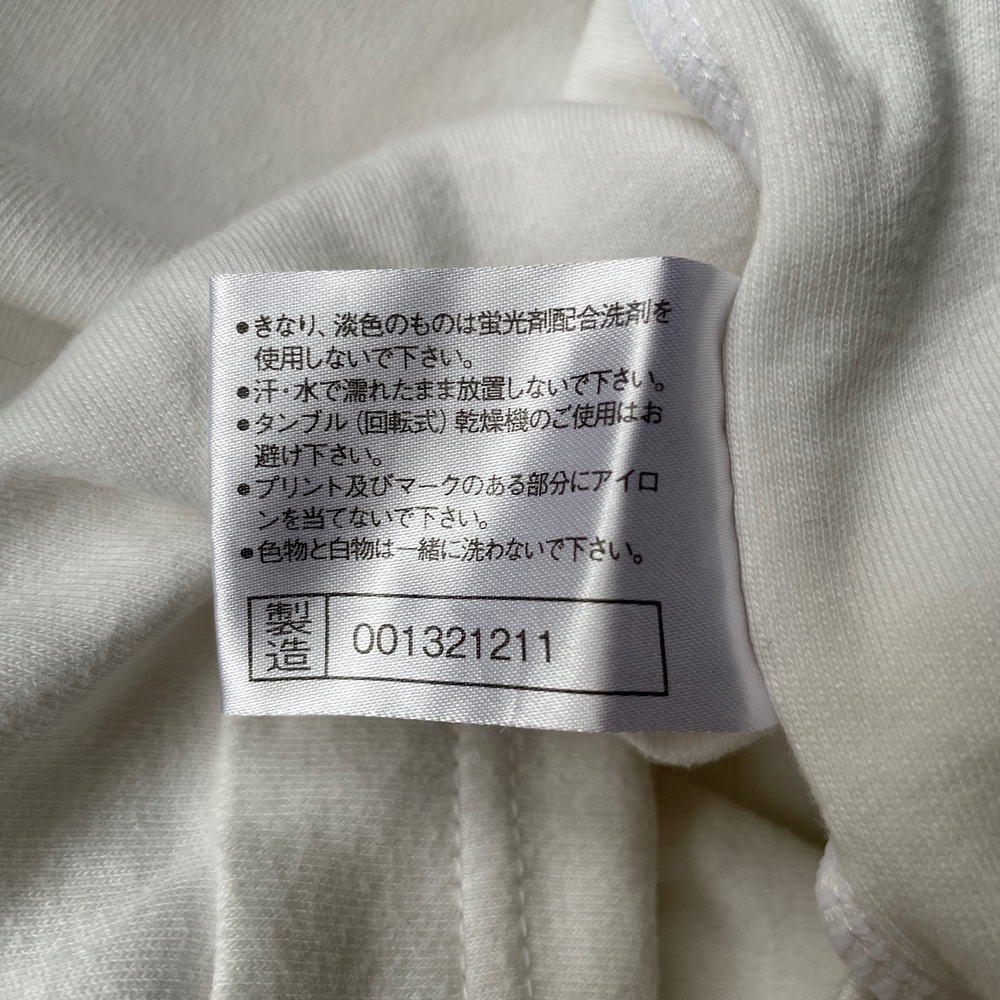 ●きなり、淡色のものは蛍光剤配合洗剤を
使用しないで下さい。
●汗・水で濡れたまま放置しないで下さい。
●タンブル（回転式）乾燥機のご使用はお
避け下さい。
●プリント及びマークのある部分にアイロ
ンを当てないで下さい。
●色物と白物は一緒に洗わないで下さい。
製造 001321211